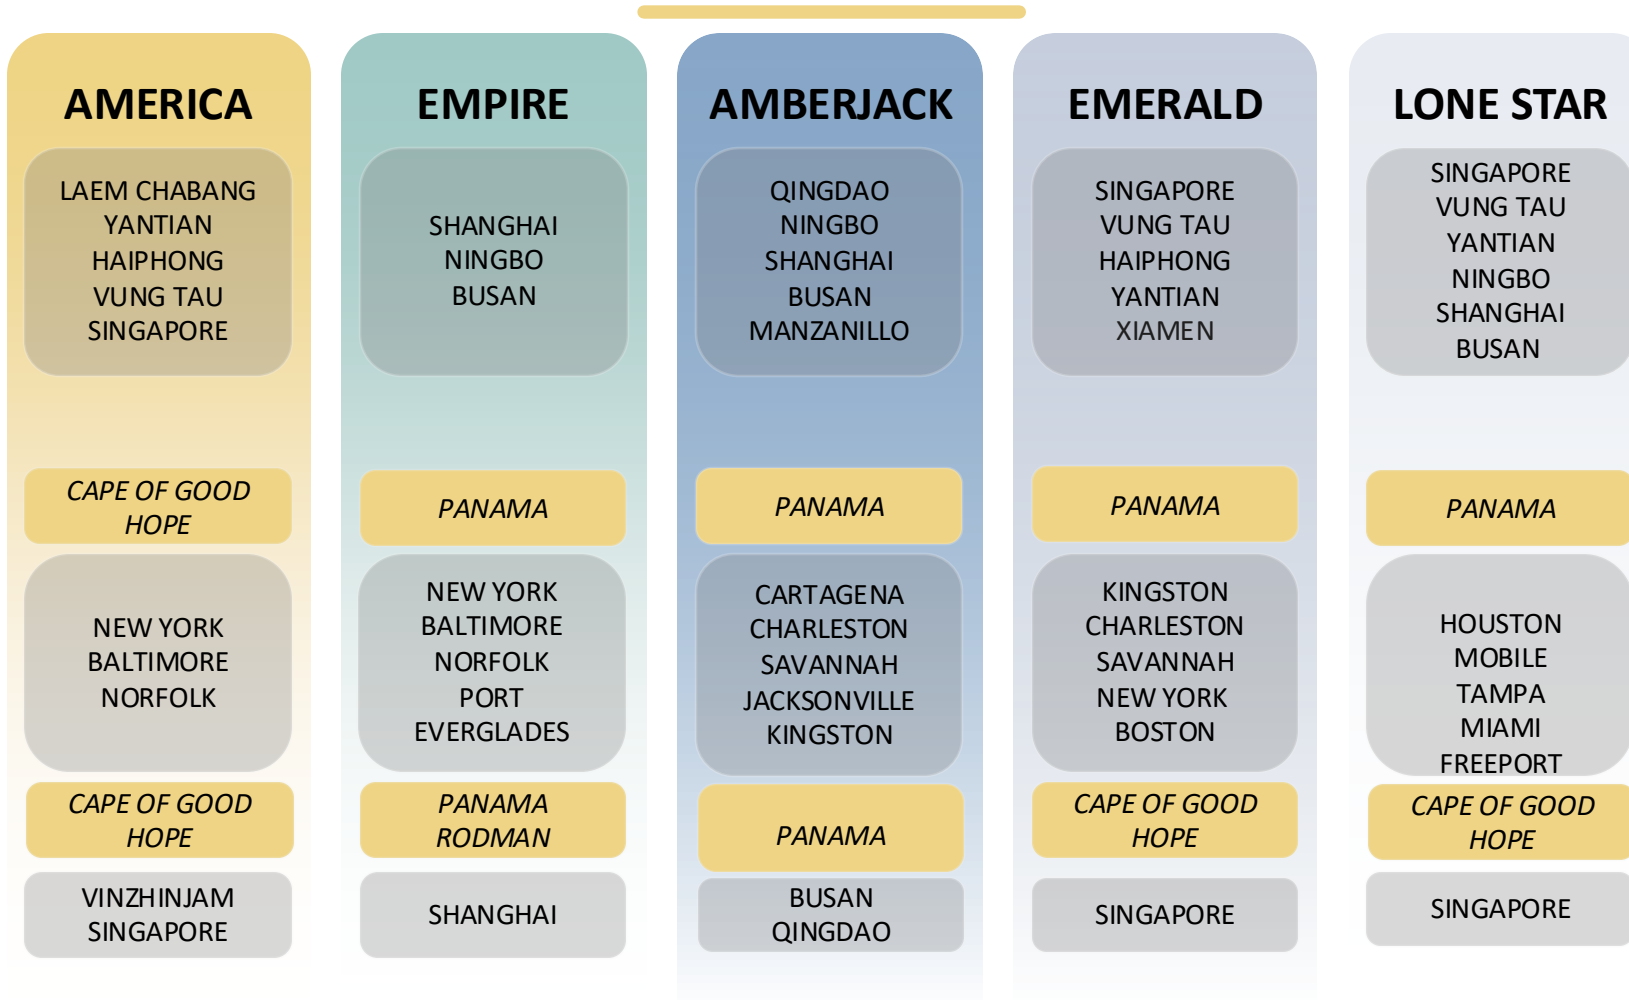 AMERICA
LAEM CHABANG
YANTIAN
HAIPHONG
VUNG TAU
SINGAPORE
CAPE OF GOOD
HOPE
NEW YORK
BALTIMORE
NORFOLK
CAPE OF GOOD
HOPE
VINZHINJAM
SINGAPORE
EMPIRE
SHANGHAI
NINGBO
BUSAN
PANAMA
NEW YORK
BALTIMORE
NORFOLK
PORT
EVERGLADES
PANAMA
RODMAN
SHANGHAI
AMBERJACK
QINGDAO
NINGBO
SHANGHAI
BUSAN
MANZANILLO
PANAMA
CARTAGENA
CHARLESTON
SAVANNAH
JACKSONVILLE
KINGSTON
PANAMA
BUSAN
QINGDAO
EMERALD
SINGAPORE
VUNG TAU
HAIPHONG
YANTIAN
XIAMEN
PANAMA
KINGSTON
CHARLESTON
SAVANNAH
NEW YORK
BOSTON
CAPE OF GOOD
HOPE
SINGAPORE
LONE STAR
SINGAPORE
VUNG TAU
YANTIAN
NINGBO
SHANGHAI
BUSAN
PANAMA
HOUSTON
MOBILE
TAMPA
MIAMI
FREEPORT
CAPE OF GOOD
HOPE
SINGAPORE